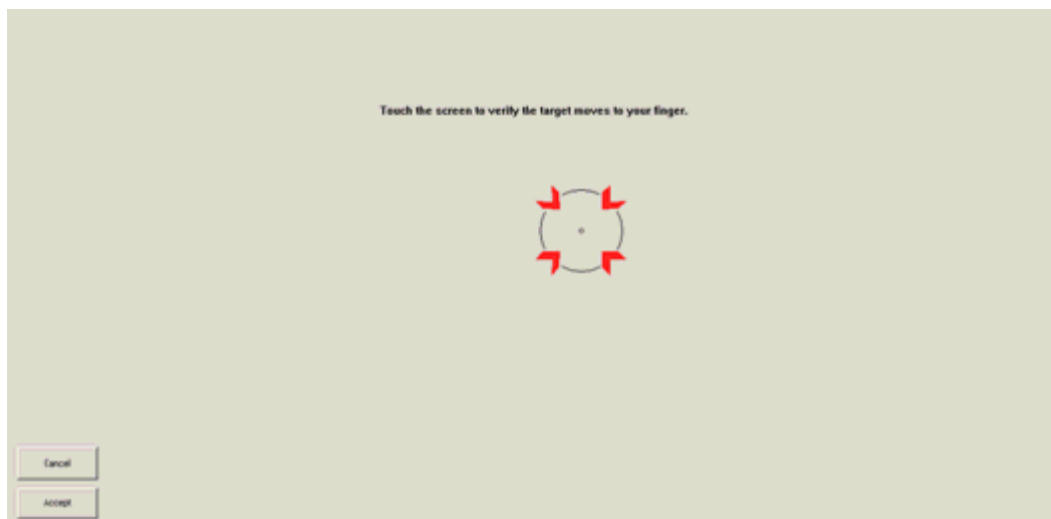 Touch the screen to verify the target moves to your finger.
Cancel
Accept